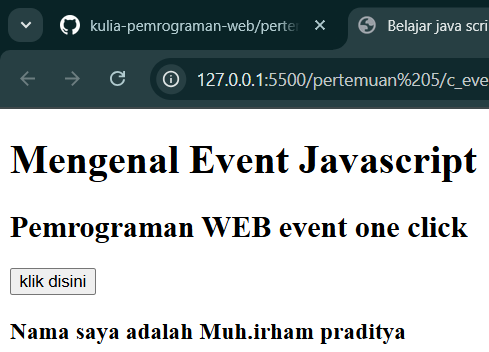 kulia-pemrograman-web/perte
Belajar java scri
127.0.0.1:5500/pertemuan%205/c_eve
Mengenal Event Javascript
Pemrograman WEB event one click
klik disini
Nama saya adalah Muh.irham praditya